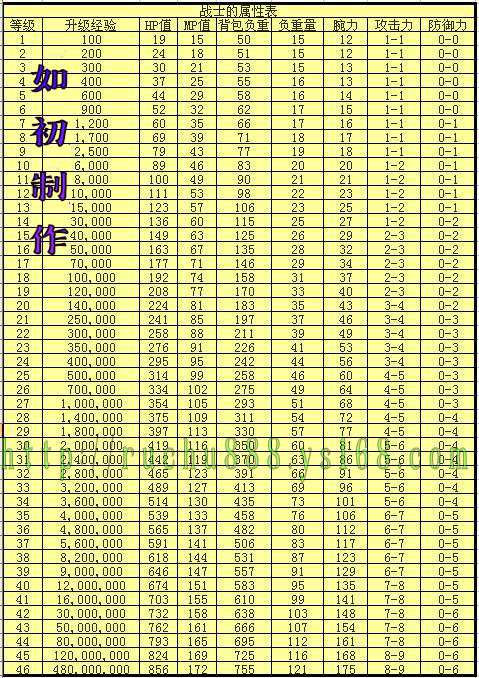 战士的属性表
等级 升级经验 HP值 MP值 背包负重 负重量 腕力 攻击力 防御力
1 100 19 15 50 15 12 1-1 0-0
2 200 24 18 51 15 12 1-1 0-0
3 300 30 21 53 15 13 1-1 0-0
4 400 37 25 55 16 13 1-1 0-0
5 600 44 29 58 16 14 1-1 0-0
6 900 52 32 62 17 15 1-1 0-0
7 1,200 60 35 66 17 16 1-1 0-1
8 1,700 69 39 71 18 17 1-1 0-1
9 2,500 79 43 77 19 18 1-1 0-1
10 6,000 89 46 83 20 20 1-2 0-1
11 8,000 100 49 90 21 21 1-2 0-1
12 10,000 111 53 98 22 23 1-2 0-1
13 15,000 123 57 106 23 25 1-2 0-1
14 30,000 136 60 115 25 27 1-2 0-2
15 40,000 149 63 125 26 29 2-3 0-2
16 50,000 163 67 135 28 32 2-3 0-2
17 70,000 177 71 146 29 34 2-3 0-2
18 100,000 192 74 158 31 37 2-3 0-2
19 120,000 208 77 170 33 40 2-3 0-2
20 140,000 224 81 183 35 43 3-4 0-2
21 250,000 241 85 197 37 46 3-4 0-3
22 300,000 258 88 211 39 49 3-4 0-3
23 350,000 276 91 226 41 53 3-4 0-3
24 400,000 295 95 242 44 56 3-4 0-3
25 500,000 314 99 258 46 60 4-5 0-3
26 700,000 334 102 275 49 64 4-5 0-3
27 1,000,000 354 105 293 51 68 4-5 0-3
28 1,400,000 375 109 311 54 72 4-5 0-4
29 1,800,000 397 113 330 57 77 4-5 0-4
30 2,000,000 419 116 350 60
31 2,400,000 442 119 370 63
http://ruchu888.ys168.com
32 2,800,000 465 123 391 66 91 5-6 0-4
33 3,200,000 489 127 413 69 96 5-6 0-4
34 3,600,000 514 130 435 73 101 5-6 0-4
35 4,000,000 539 133 458 76 106 6-7 0-5
36 4,800,000 565 137 482 80 112 6-7 0-5
37 5,600,000 591 141 506 83 117 6-7 0-5
38 8,200,000 618 144 531 87 123 6-7 0-5
39 9,000,000 646 147 557 91 129 6-7 0-5
40 12,000,000 674 151 583 95 135 7-8 0-5
41 16,000,000 703 155 610 99 141 7-8 0-5
42 30,000,000 732 158 638 103 148 7-8 0-6
43 50,000,000 762 161 666 107 154 7-8 0-6
44 80,000,000 793 165 695 112 161 7-8 0-6
45 120,000,000 824 169 725 116 168 8-9 0-6
46 480,000,000 856 172 755 121 175 8-9 0-6
如初制作